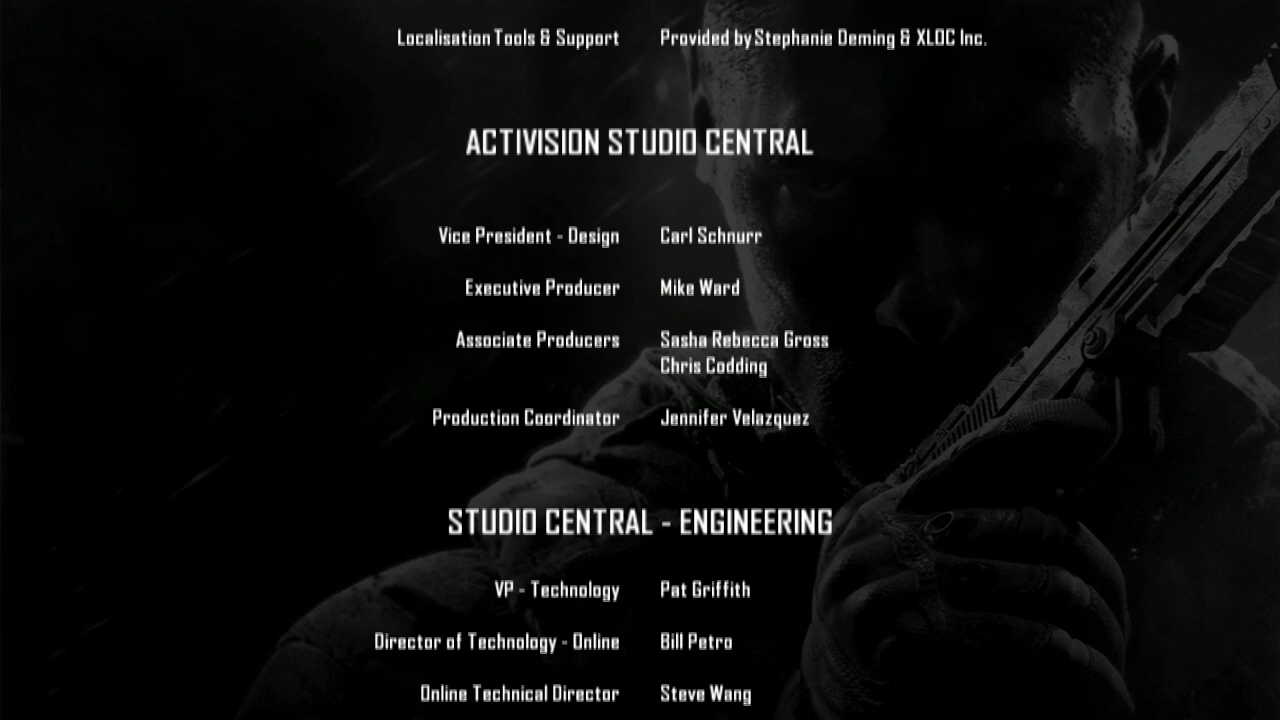 Localisation Tools & Support Provided by Stephanie Deming & XLOC Inc.
ACTIVISION STUDIO CENTRAL
Vice President - Design Carl Schnurr
Executive Producer Mike Ward
Associate Producers Sasha Rebecca Gross
Chris Codding
Production Coordinator Jennifer Velazquez
STUDIO CENTRAL - ENGINEERING
VP - Technology Pat Griffith
Director of Technology - Online Bill Petro
Online Technical Director Steve Wang